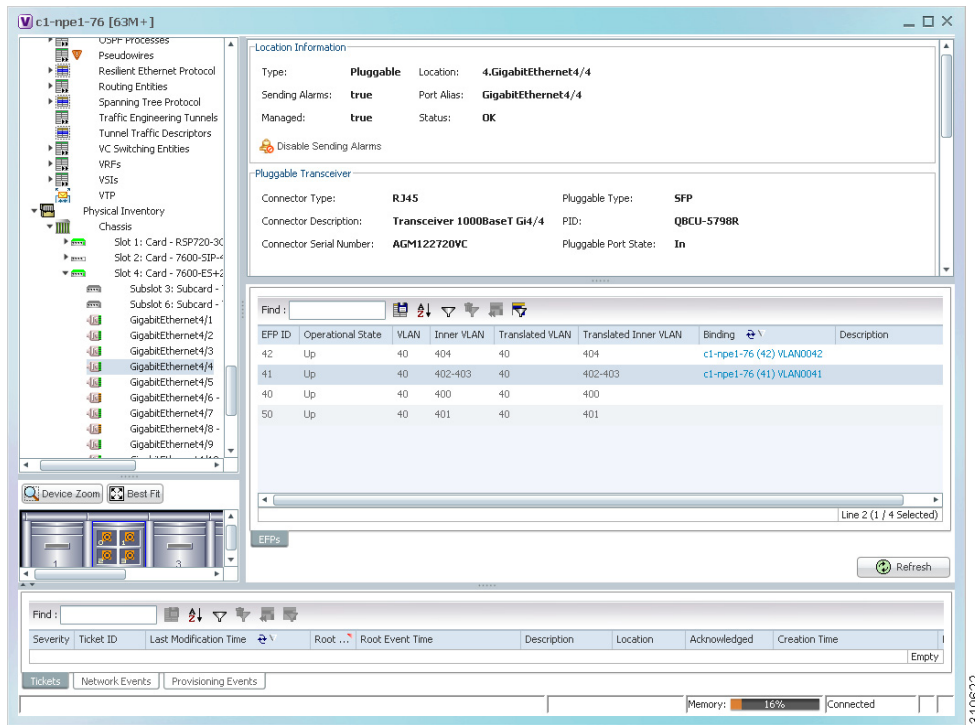 V c1-npe1-76 [63M+]
OSPF Processes
Pseudowires
Resilient Ethernet Protocol
Routing Entities
Spanning Tree Protocol
Traffic Engineering Tunnels
Tunnel Traffic Descriptors
VC Switching Entities
VRFs
VSIs
VTP
Physical Inventory
Chassis
Slot 1: Card - RSP720-3C
Slot 2: Card - 7600-SIP-4
Slot 4: Card - 7600-ES+2
Subslot 3: Subcard -
Subslot 6: Subcard -
GigabitEthernet4/1
GigabitEthernet4/2
GigabitEthernet4/3
GigabitEthernet4/4
GigabitEthernet4/5
GigabitEthernet4/6 -
GigabitEthernet4/7
GigabitEthernet4/8 -
GigabitEthernet4/9
Device Zoom Best Fit
1 3
Location Information
Type: Pluggable Location: 4.GigabitEthernet4/4
Sending Alarms: true Port Alias: GigabitEthernet4/4
Managed: true Status: OK
Disable Sending Alarms
Pluggable Transceiver
Connector Type: RJ45 Pluggable Type: SFP
Connector Description: Transceiver 1000BaseT Gi4/4 PID: QBCU-5798R
Connector Serial Number: AGM122720VC Pluggable Port State: In
Find :
EFP ID Operational State VLAN Inner VLAN Translated VLAN Translated Inner VLAN Binding Description
42 Up 40 404 40 404 c1-npe1-76 (42) VLAN0042
41 Up 40 402-403 40 402-403 c1-npe1-76 (41) VLAN0041
40 Up 40 400 40 400
50 Up 40 401 40 401
Line 2 (1 / 4 Selected)
EFPs
Refresh
Find :
Severity Ticket ID Last Modification Time Root ... Root Event Time Description Location Acknowledged Creation Time
Empty
Tickets Network Events Provisioning Events
Memory: 16% Connected